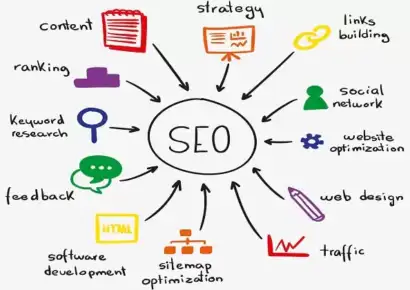 strategy
content
links
building
ranking
social
network
Keyword
research
SEO
website
optimization
feedback
web design
HTML
software
development
sitemap
optimization
traffic